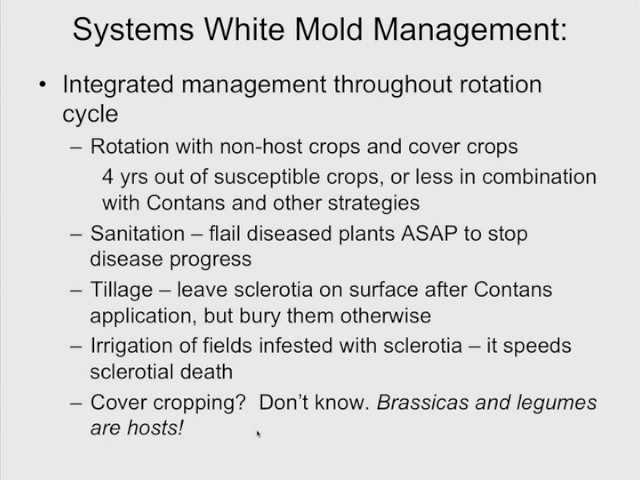 Systems White Mold Management:
• Integrated management throughout rotation
cycle
– Rotation with non-host crops and cover crops
4 yrs out of susceptible crops, or less in combination
with Contans and other strategies
– Sanitation – flail diseased plants ASAP to stop
disease progress
– Tillage – leave sclerotia on surface after Contans
application, but bury them otherwise
– Irrigation of fields infested with sclerotia – it speeds
sclerotial death
– Cover cropping? Don't know. Brassicas and legumes
are hosts!